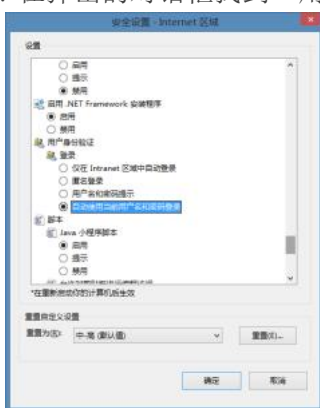 安全设置 - Internet 区域
设置
启用
提示
禁用
启用 .NET Framework 安装程序
启用
禁用
用户身份验证
登录
仅在 Intranet 区域中自动登录
匿名登录
用户名和密码提示
自动使用当前用户名和密码登录
脚本
Java 小程序脚本
启用
提示
禁用
*在重新启动你的计算机后生效
重置自定义设置
重置为(R):
中-高 (默认值)
重置(E)...
确定
取消